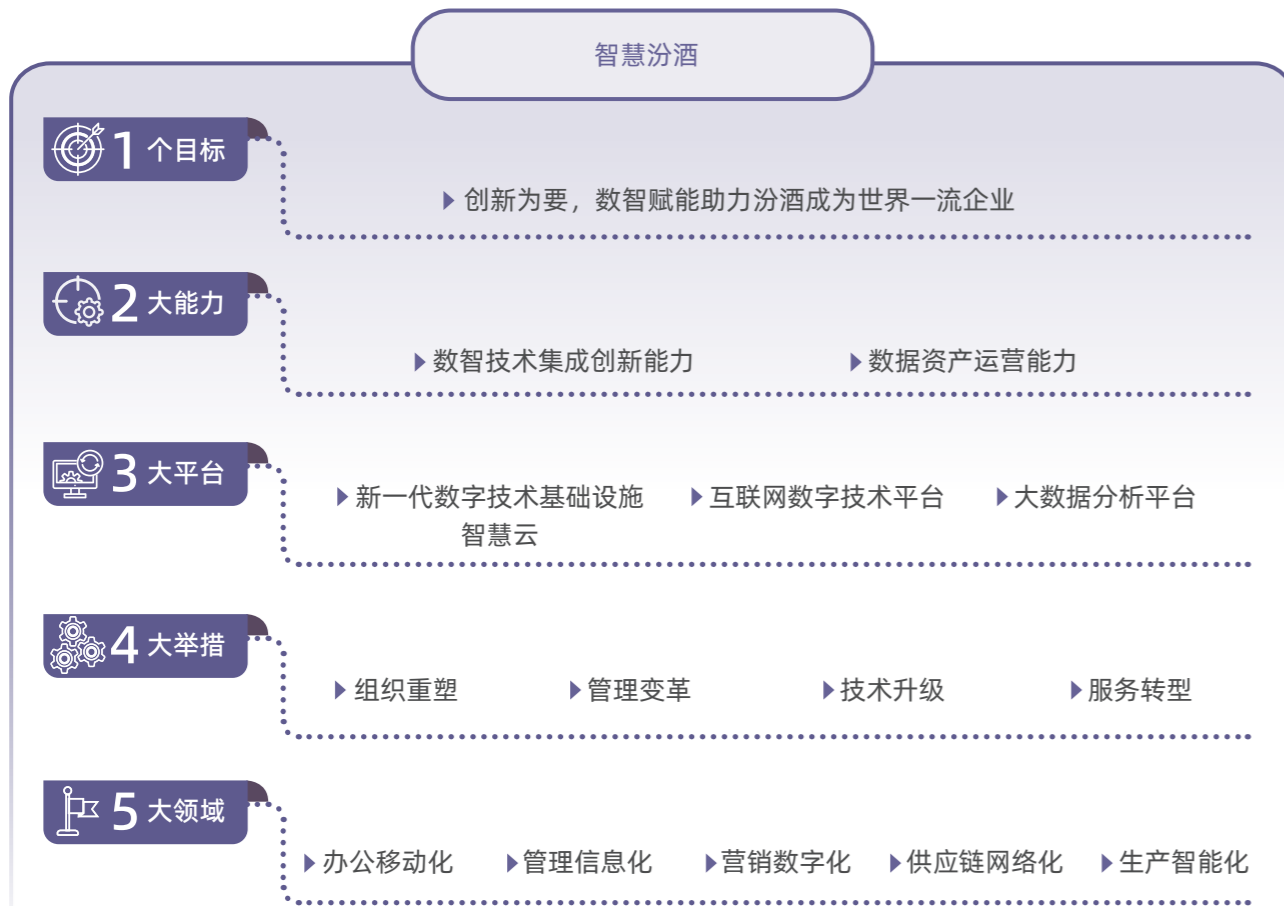 智慧汾酒
1 个目标
创新为要，数智赋能助力汾酒成为世界一流企业
2 大能力
数智技术集成创新能力 数据资产运营能力
3 大平台
新一代数字技术基础设施 互联网数字技术平台 大数据分析平台
智慧云
4 大举措
组织重塑 管理变革 技术升级 服务转型
5 大领域
办公移动化 管理信息化 营销数字化 供应链网络化 生产智能化